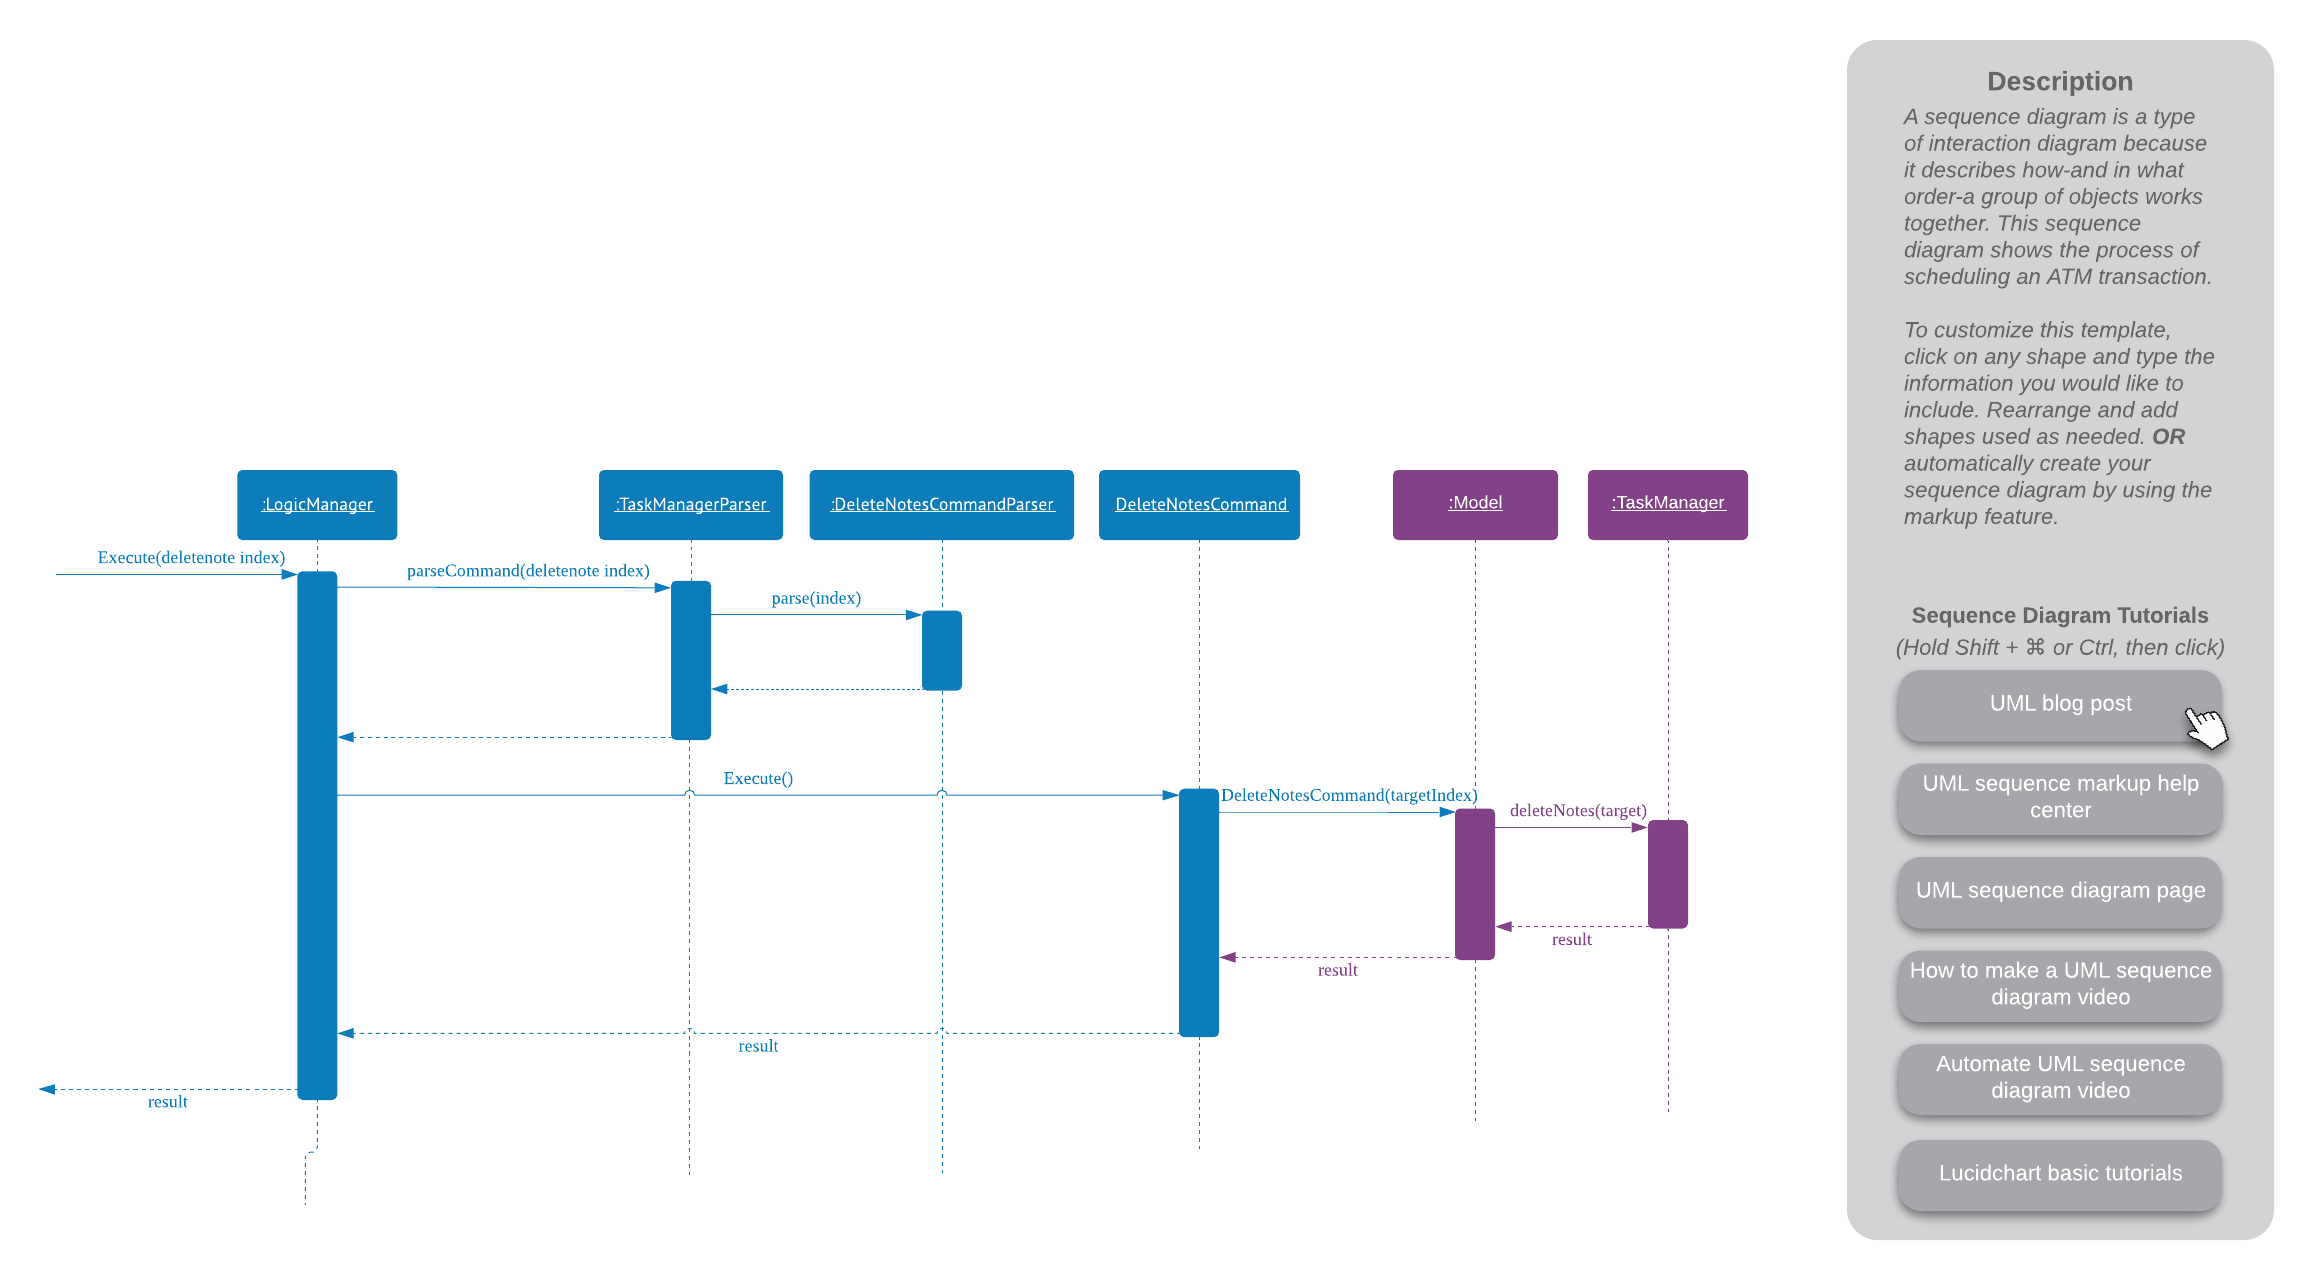 :LogicManager
:TaskManagerParser
:DeleteNotesCommandParser
DeleteNotesCommand
:Model
:TaskManager
Execute(deletenote index)
parseCommand(deletenote index)
parse(index)
Execute()
DeleteNotesCommand(targetIndex)
deleteNotes(target)
result
result
result
result
Description
A sequence diagram is a type
of interaction diagram because
it describes how-and in what
order-a group of objects works
together. This sequence
diagram shows the process of
scheduling an ATM transaction.
To customize this template,
click on any shape and type the
information you would like to
include. Rearrange and add
shapes used as needed. OR
automatically create your
sequence diagram by using the
markup feature.
Sequence Diagram Tutorials
(Hold Shift + ⌘ or Ctrl, then click)
UML blog post
UML sequence markup help
center
UML sequence diagram page
How to make a UML sequence
diagram video
Automate UML sequence
diagram video
Lucidchart basic tutorials